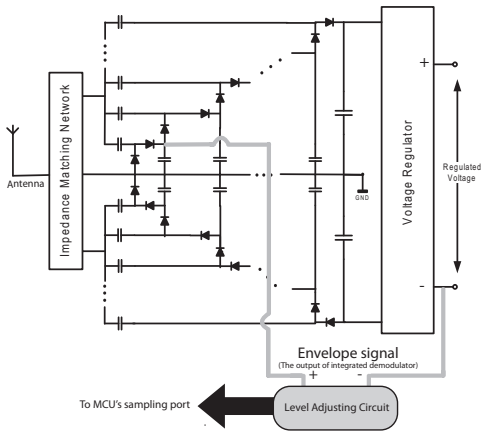 Antenna
Impedance Matching Network
GND
Voltage Regulator
+
Regulated
Voltage
-
Envelope signal
(The output of integrated demodulator)
+ -
To MCU's sampling port
Level Adjusting Circuit